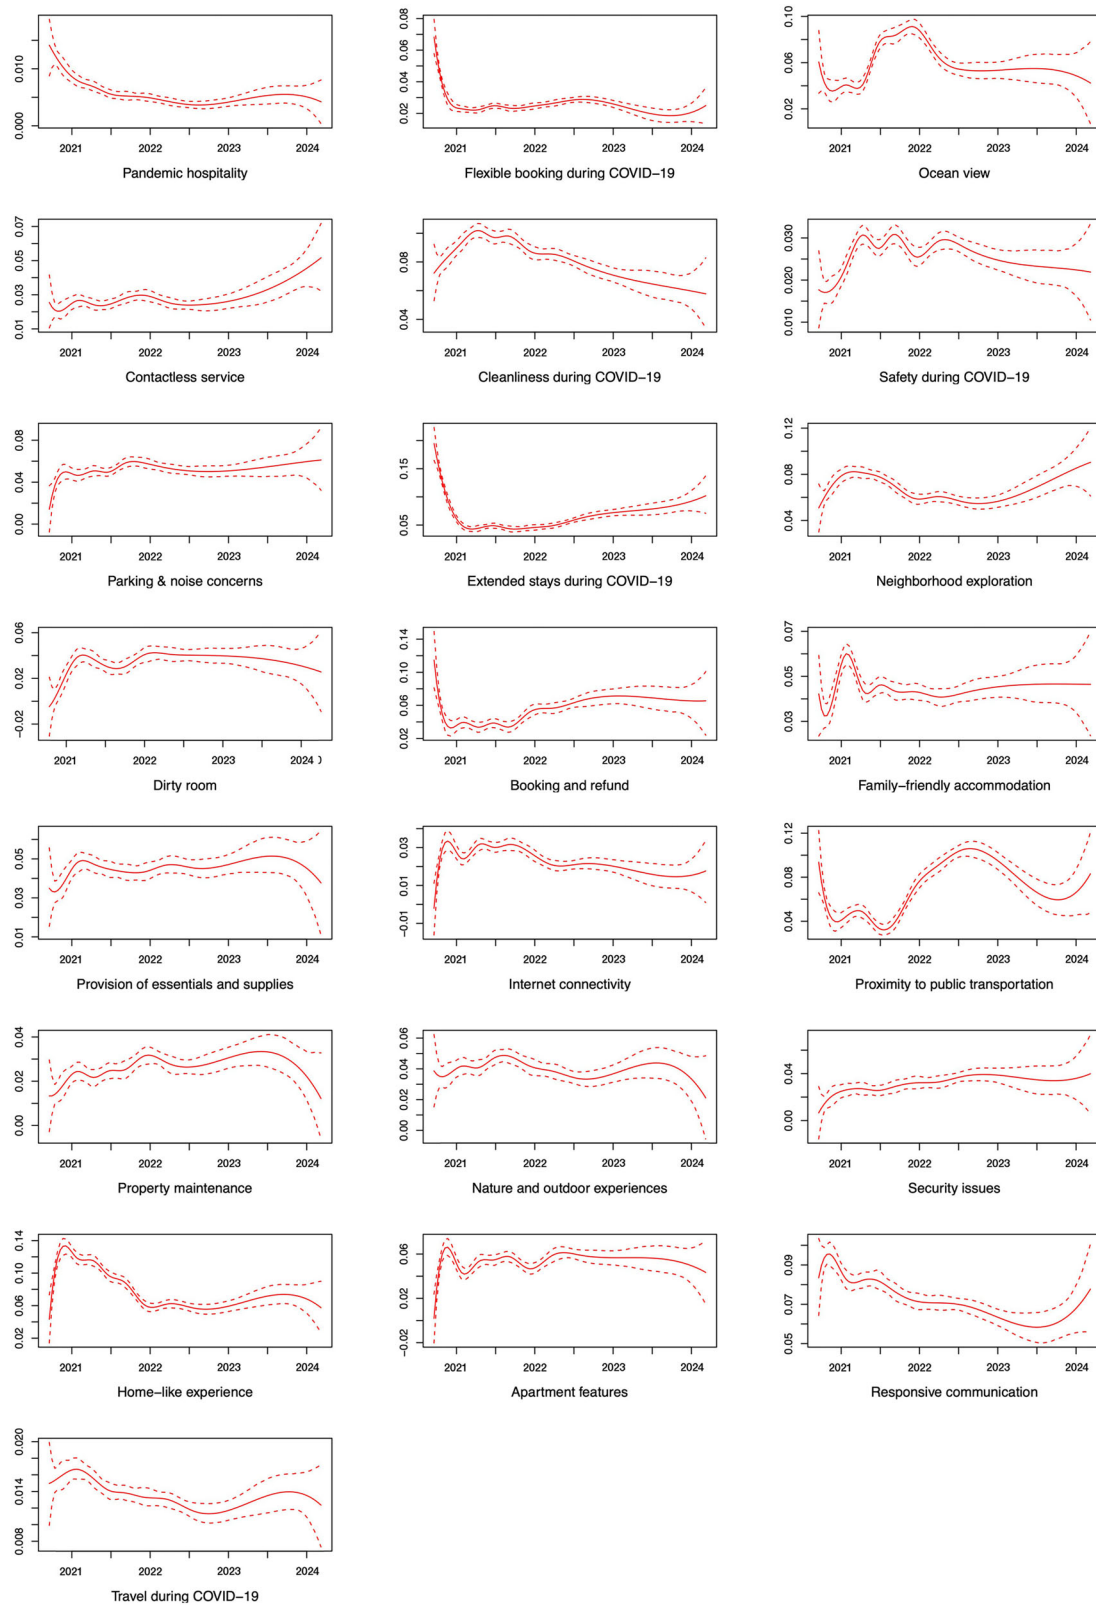 0.010
0.000
2021 2022 2023 2024
Pandemic hospitality
0.08
0.06
0.04
0.02
2021 2022 2023 2024
Flexible booking during COVID−19
0.10
0.06
0.02
2021 2022 2023 2024
Ocean view
0.07
0.05
0.03
0.01
2021 2022 2023 2024
Contactless service
0.08
0.04
2021 2022 2023 2024
Cleanliness during COVID−19
0.030
0.020
0.010
2021 2022 2023 2024
Safety during COVID−19
0.08
0.04
0.00
2021 2022 2023 2024
Parking & noise concerns
0.15
0.05
2021 2022 2023 2024
Extended stays during COVID−19
0.12
0.08
0.04
2021 2022 2023 2024
Neighborhood exploration
0.06
0.02
2021 2022 2023 2024 )
Dirty room
0.14
0.10
0.06
0.02
2021 2022 2023 2024
Booking and refund
0.07
0.05
0.03
2021 2022 2023 2024
Family−friendly accommodation
0.05
0.03
0.01
2021 2022 2023 2024
Provision of essentials and supplies
0.03
0.01
−0.01
2021 2022 2023 2024
Internet connectivity
0.12
0.08
0.04
2021 2022 2023 2024
Proximity to public transportation
0.04
0.02
0.00
2021 2022 2023 2024
Property maintenance
0.06
0.04
0.02
0.00
2021 2022 2023 2024
Nature and outdoor experiences
0.04
0.00
2021 2022 2023 2024
Security issues
0.14
0.10
0.06
0.02
2021 2022 2023 2024
Home−like experience
0.06
0.02
−0.02
2021 2022 2023 2024
Apartment features
0.09
0.07
0.05
2021 2022 2023 2024
Responsive communication
0.020
0.014
0.008
2021 2022 2023 2024
Travel during COVID−19